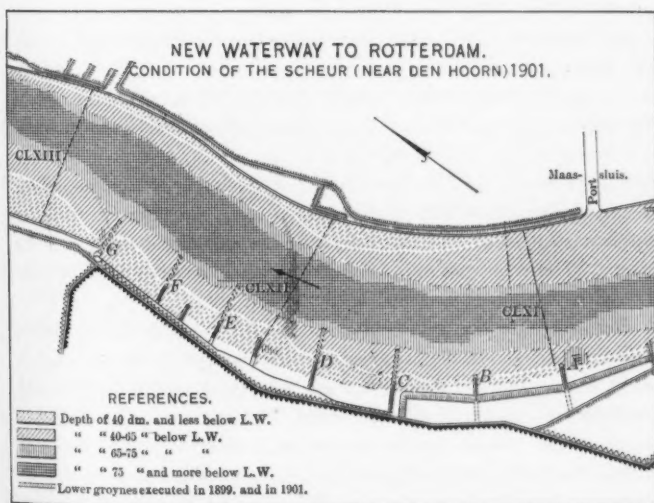 NEW WATERWAY TO ROTTERDAM.
CONDITION OF THE SCHEUR (NEAR DEN HOORN) 1901.
CLXIII
Maas- sluis.
Port
G
CLXII
F
CLXI
E
D
C
B
A
REFERENCES.
Depth of 40 dm. and less below L.W.
" " 40-65 " below L.W.
" " 65-75 " " "
" " 75 " and more below L.W.
Lower groynes executed in 1899. and in 1901.